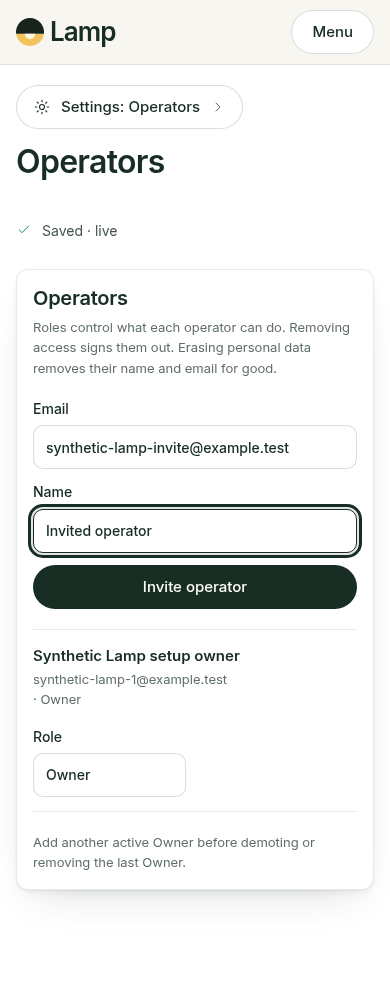 Lamp
Menu
Settings: Operators
Operators
Saved · live
Operators
Roles control what each operator can do. Removing
access signs them out. Erasing personal data
removes their name and email for good.
Email
synthetic-lamp-invite@example.test
Name
Invited operator
Invite operator
Synthetic Lamp setup owner
synthetic-lamp-1@example.test
· Owner
Role
Owner
Add another active Owner before demoting or
removing the last Owner.